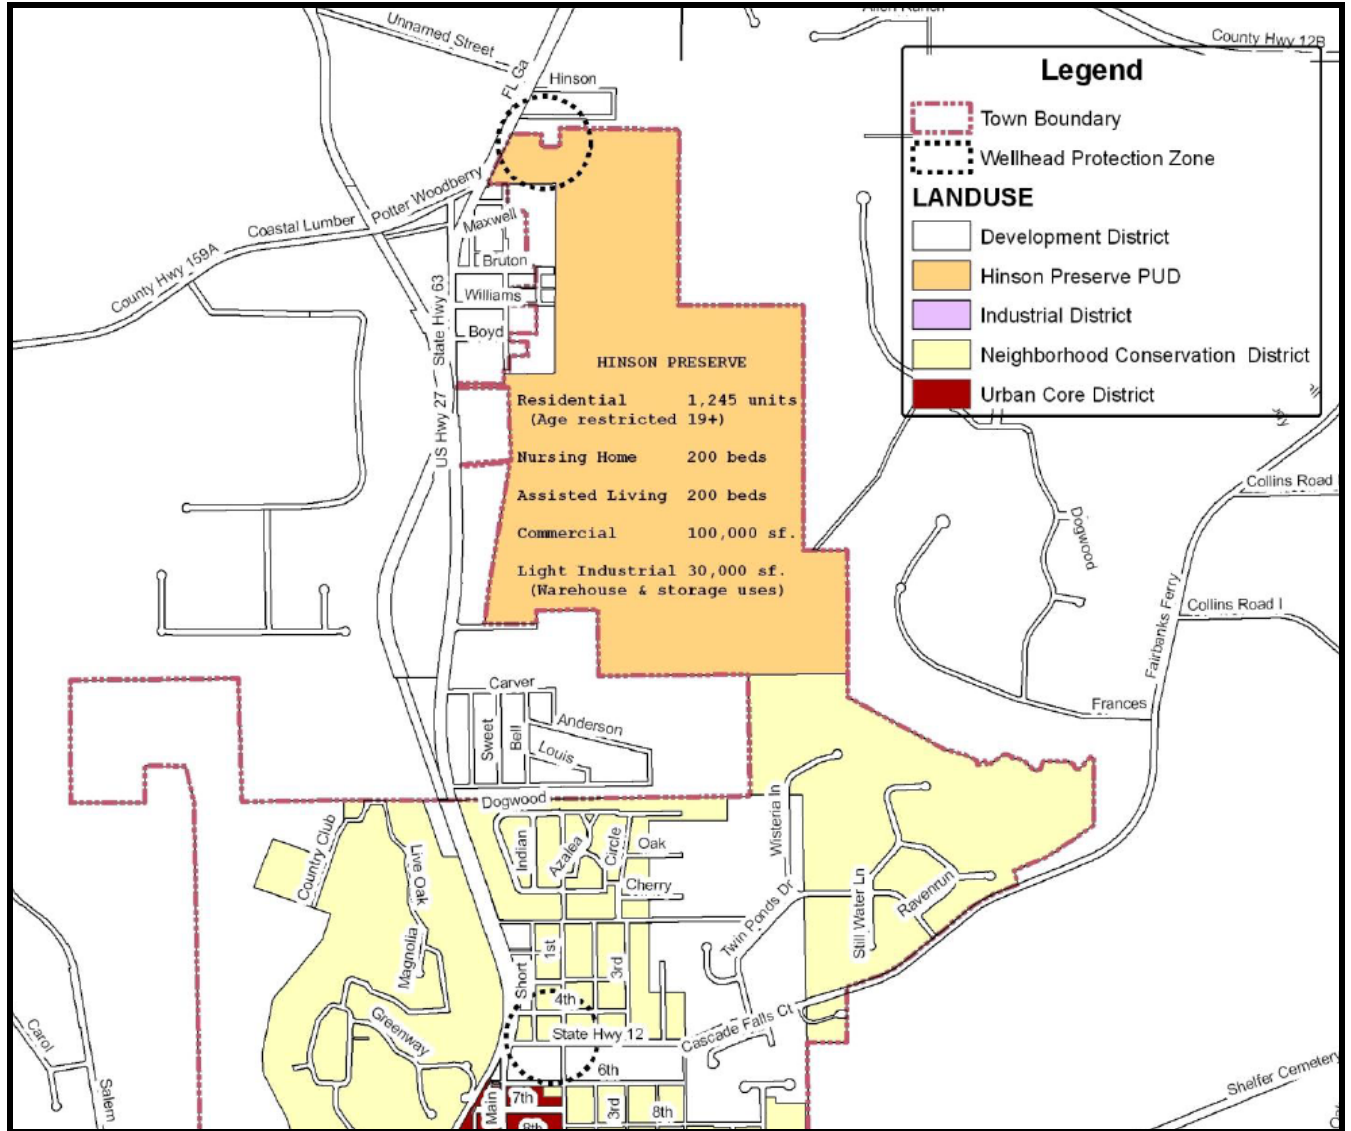 Allen Ranch
Unnamed Street
County Hwy 12B
FL Ga
Hinson
Legend
Town Boundary
Wellhead Protection Zone
LANDUSE
Development District
Hinson Preserve PUD
Industrial District
Neighborhood Conservation District
Urban Core District
Potter Woodberry
Coastal Lumber
County Hwy 159A
Maxwell
Bruton
Williams
State Hwy 63
Boyd
US Hwy 27
HINSON PRESERVE
Residential 1,245 units
(Age restricted 19+)
Nursing Home 200 beds
Assisted Living 200 beds
Commercial 100,000 sf.
Light Industrial 30,000 sf.
(Warehouse & storage uses)
Collins Road
Dogwood
Collins Road I
Fairbanks Ferry
Frances
Carver
Sweet
Bell
Anderson
Louis
Dogwood
Country Club
Live Oak
Indian
Azalea
Circle
Oak
Cherry
Wisteria ln
Twin Ponds Dr
Still Water Ln
Ravenrun
Magnolia
Short
1st
3rd
4th
Greenway
State Hwy 12
Cascade Falls Ct
6th
Carol
Salem
Shelfer Cemetery
Main
7th
3rd
8th
8th